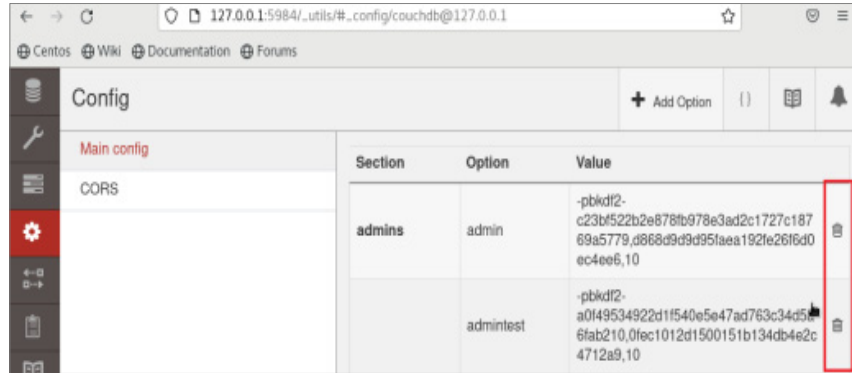 127.0.0.1:5984/_utils/#_config/couchdb@127.0.0.1
Centos Wiki Documentation Forums
Config
Add Option { }
Main config
CORS
Section Option Value
admins admin -pbkdf2-
c23bf522b2e878fb978e3ad2c1727c187
69a5779,d868d9d9d95faea192fe26f6d0
ec4ee6,10
admintest -pbkdf2-
a0f49534922d1f540e5e47ad763c34d5
6fab210,0fec1012d1500151b134db4e2c
4712a9,10